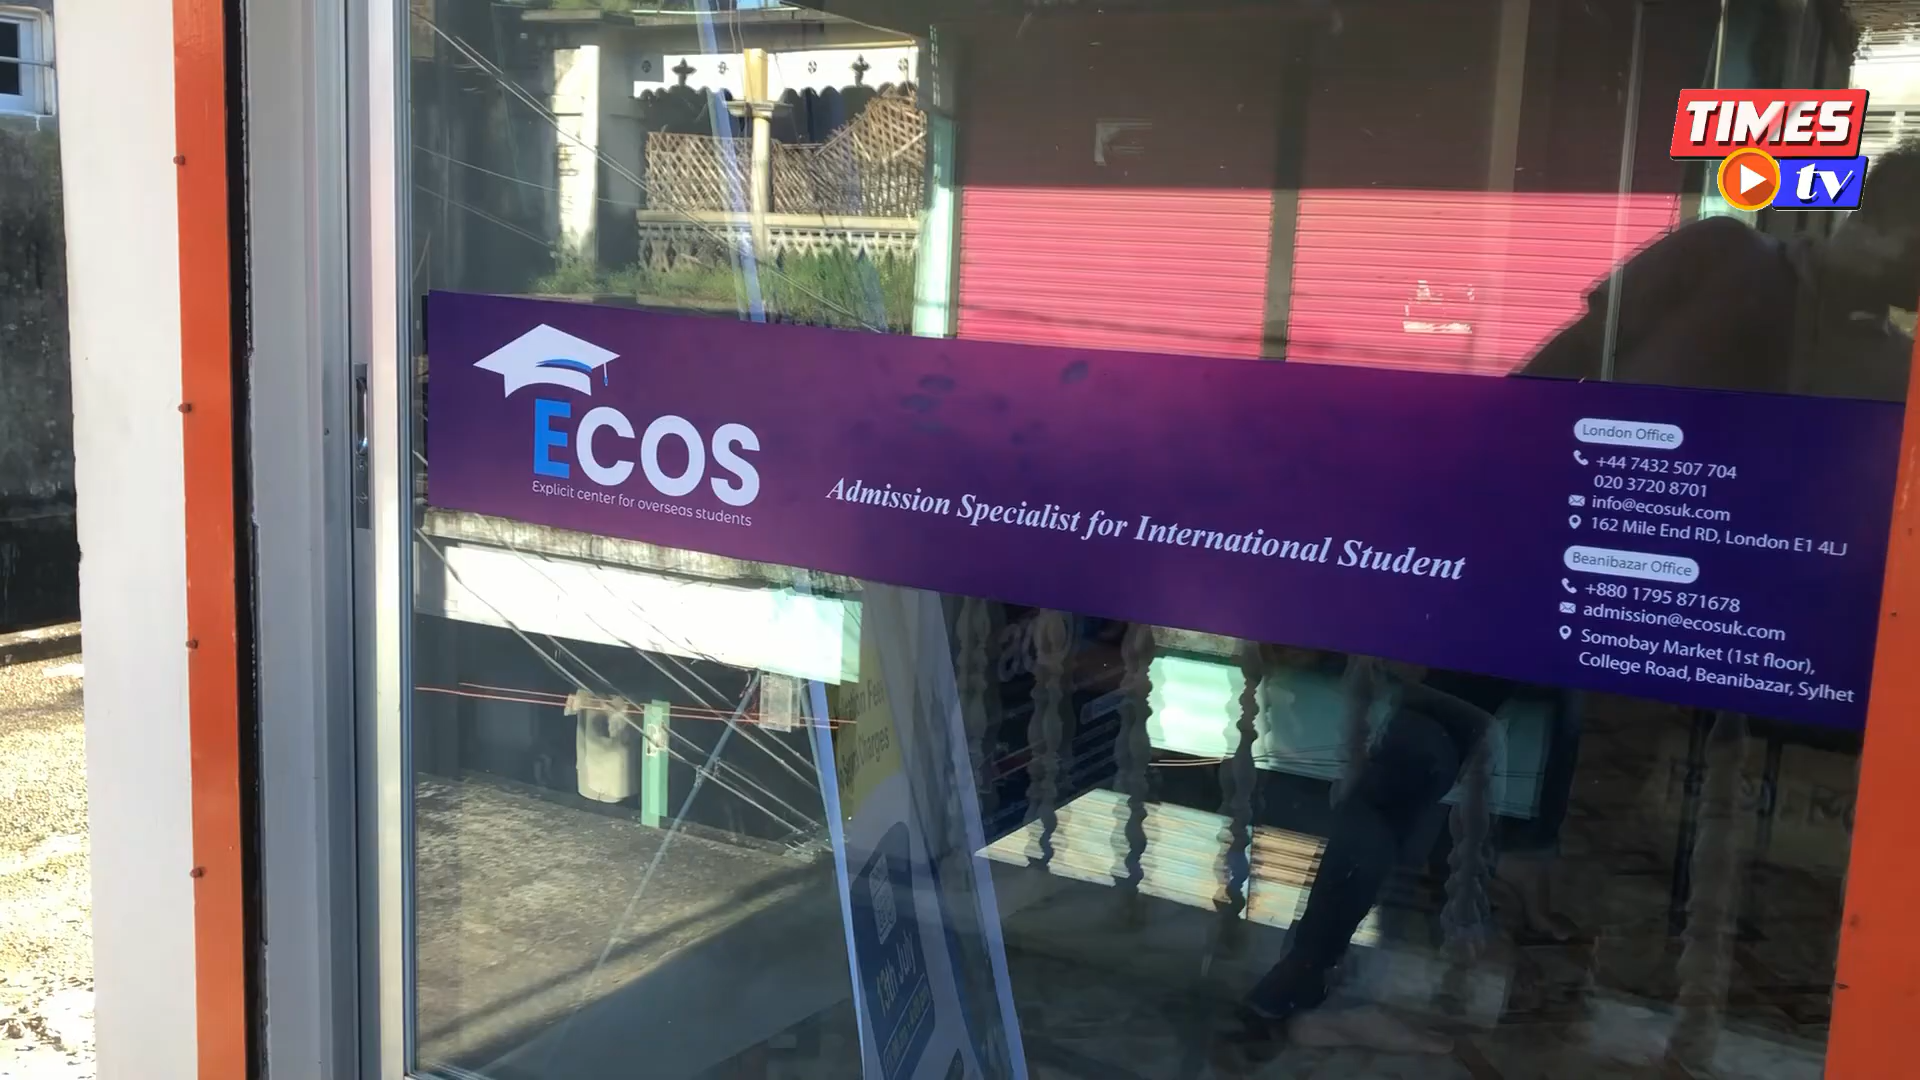 TIMES
tv
ECOS
Explicit center for overseas students
Admission Specialist for International Student
London Office
+44 7432 507 704
020 3720 8701
info@ecosuk.com
162 Mile End RD, London E1 4LJ
Beanibazar Office
+880 1795 871678
admission@ecosuk.com
Somobay Market (1st floor),
College Road, Beanibazar, Sylhet
Charges
13th July